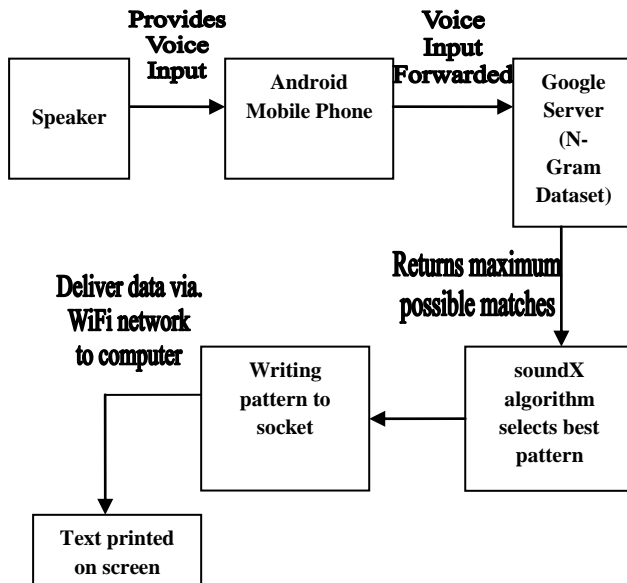 Provides
Voice
Input
Voice
Input
Forwarded
Speaker
Android
Mobile Phone
Google
Server
(N-
Gram
Dataset)
Returns maximum
possible matches
Deliver data via.
WiFi network
to computer
Writing
pattern to
socket
soundX
algorithm
selects best
pattern
Text printed
on screen